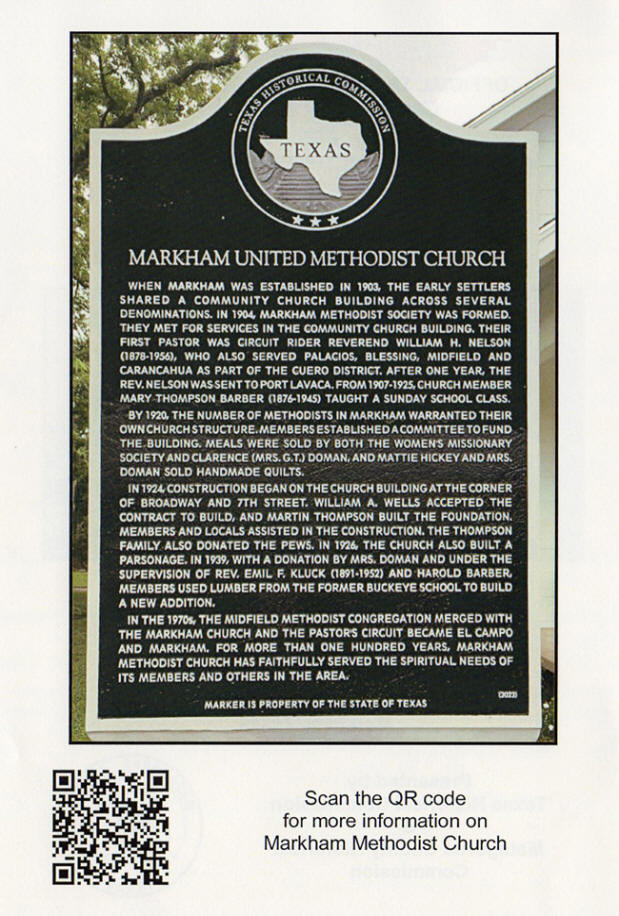 TEXAS HISTORICAL COMMISSION
TEXAS
MARKHAM UNITED METHODIST CHURCH
WHEN MARKHAM WAS ESTABLISHED IN 1903, THE EARLY SETTLERS
SHARED A COMMUNITY CHURCH BUILDING ACROSS SEVERAL
DENOMINATIONS. IN 1904, MARKHAM METHODIST SOCIETY WAS FORMED.
THEY MET FOR SERVICES IN THE COMMUNITY CHURCH BUILDING. THEIR
FIRST PASTOR WAS CIRCUIT RIDER REVEREND WILLIAM H. NELSON
(1878-1956), WHO ALSO SERVED PALACIOS, BLESSING, MIDFIELD AND
CARANCAHUA AS PART OF THE CUERO DISTRICT. AFTER ONE YEAR, THE
REV. NELSON WAS SENT TO PORT LAVACA. FROM 1907-1925, CHURCH MEMBER
MARY THOMPSON BARBER (1876-1945) TAUGHT A SUNDAY SCHOOL CLASS.
BY 1920, THE NUMBER OF METHODISTS IN MARKHAM WARRANTED THEIR
OWN CHURCH STRUCTURE. MEMBERS ESTABLISHED A COMMITTEE TO FUND
THE BUILDING. MEALS WERE SOLD BY BOTH THE WOMEN'S MISSIONARY
SOCIETY AND CLARENCE (MRS. G.T.) DOMAN, AND MATTIE HICKEY AND MRS.
DOMAN SOLD HANDMADE QUILTS.
IN 1924, CONSTRUCTION BEGAN ON THE CHURCH BUILDING AT THE CORNER
OF BROADWAY AND 7TH STREET. WILLIAM A. WELLS ACCEPTED THE
CONTRACT TO BUILD, AND MARTIN THOMPSON BUILT THE FOUNDATION.
MEMBERS AND LOCALS ASSISTED IN THE CONSTRUCTION. THE THOMPSON
FAMILY ALSO DONATED THE PEWS. IN 1926, THE CHURCH ALSO BUILT A
PARSONAGE. IN 1939, WITH A DONATION BY MRS. DOMAN AND UNDER THE
SUPERVISION OF REV. EMIL F. KLUCK (1891-1952) AND HAROLD BARBER,
MEMBERS USED LUMBER FROM THE FORMER BUCKEYE SCHOOL TO BUILD
A NEW ADDITION.
IN THE 1970s, THE MIDFIELD METHODIST CONGREGATION MERGED WITH
THE MARKHAM CHURCH AND THE PASTOR'S CIRCUIT BECAME EL CAMPO
AND MARKHAM. FOR MORE THAN ONE HUNDRED YEARS, MARKHAM
METHODIST CHURCH HAS FAITHFULLY SERVED THE SPIRITUAL NEEDS OF
ITS MEMBERS AND OTHERS IN THE AREA.
(2022)
MARKER IS PROPERTY OF THE STATE OF TEXAS
Scan the QR code
for more information on
Markham Methodist Church